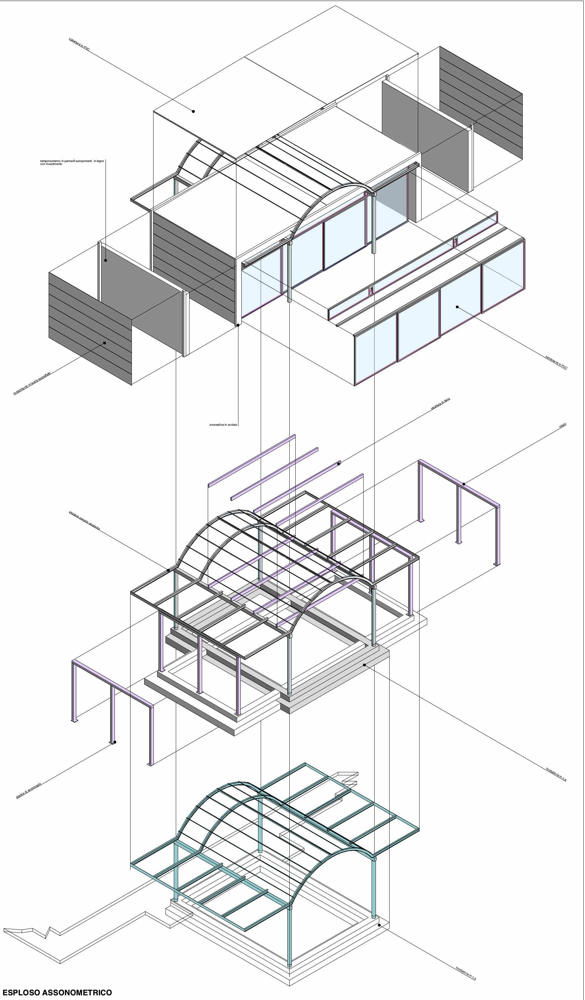 copertura in PVC
tamponamento in pannelli autoportanti in legno
con rivestimento
rivestimento in lastre aggraffate
serramenti in PVC
scossalina in acciaio
struttura in ferro
telaio
struttura pergola esistente
piastra di ancoraggio
fondazione in c.a.
fondazione in c.a.
ESPLOSO ASSONOMETRICO